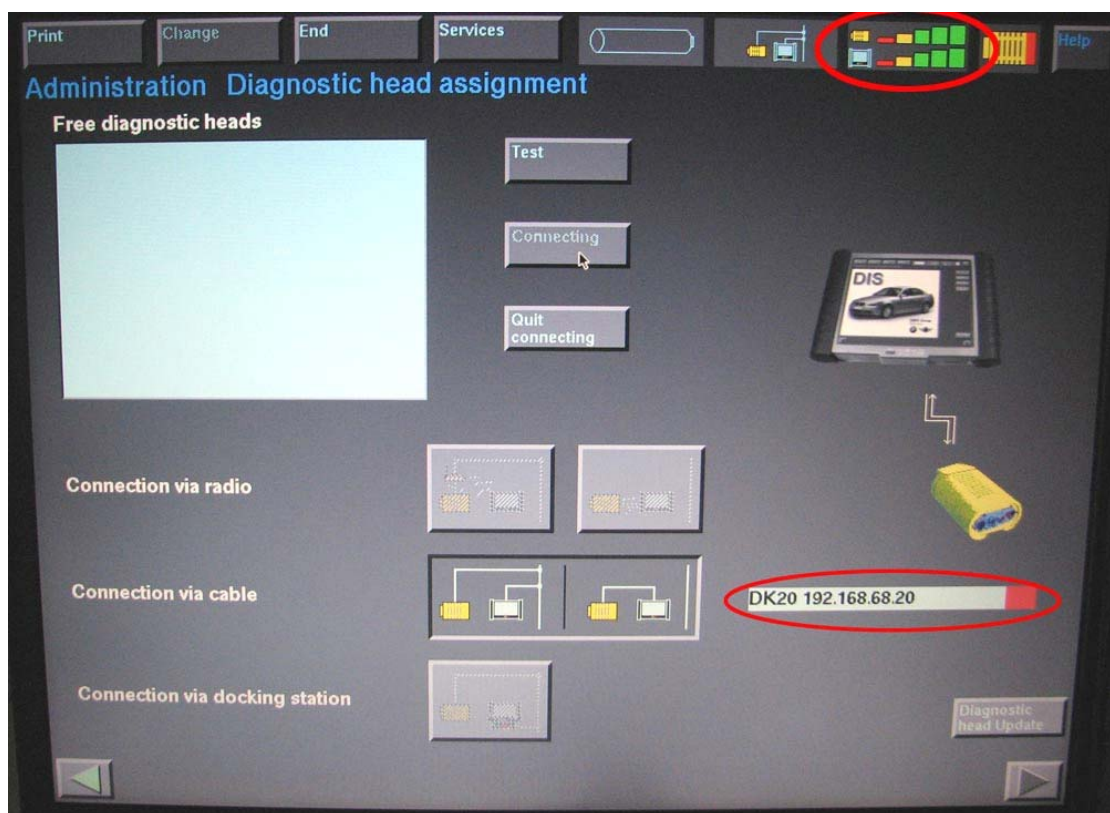 Print
Change
End
Services
Help
Administration Diagnostic head assignment
Free diagnostic heads
Test
Connecting
Quit
connecting
DIS
Connection via radio
Connection via cable
DK20 192.168.68.20
Connection via docking station
Diagnostic
head Update